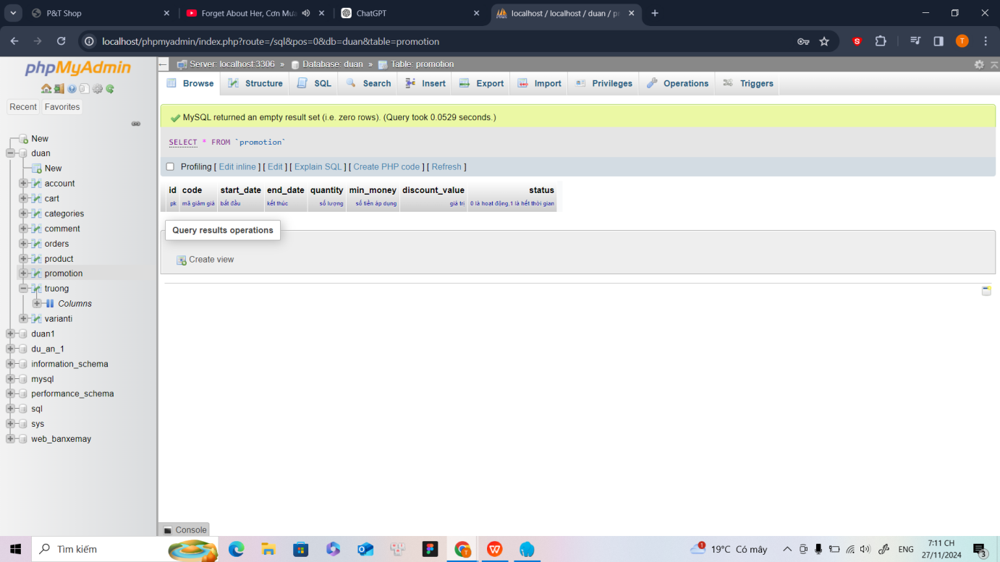 P&T Shop
Forget About Her, Cơn Mưa
ChatGPT
localhost / localhost / duan / pr
localhost/phpmyadmin/index.php?route=/sql&pos=0&db=duan&table=promotion
S
T
phpMyAdmin
Recent
Favorites
New
duan
New
account
cart
categories
comment
orders
product
promotion
truong
Columns
varianti
duan1
du_an_1
information_schema
mysql
performance_schema
sql
sys
web_banxemay
Server: localhost:3306 » Database: duan » Table: promotion
Browse Structure SQL Search Insert Export Import Privileges Operations Triggers
MySQL returned an empty result set (i.e. zero rows). (Query took 0.0529 seconds.)
SELECT * FROM `promotion`
Profiling [ Edit inline ] [ Edit ] [ Explain SQL ] [ Create PHP code ] [ Refresh ]
id code start_date end_date quantity min_money discount_value status
pk mã giảm giá bắt đầu kết thúc số lượng số tiền áp dụng giá trị 0 là hoạt động,1 là hết thời gian
Query results operations
Create view
Console
Tìm kiếm
1
19°C Có mây
ENG
7:11 CH
27/11/2024
3